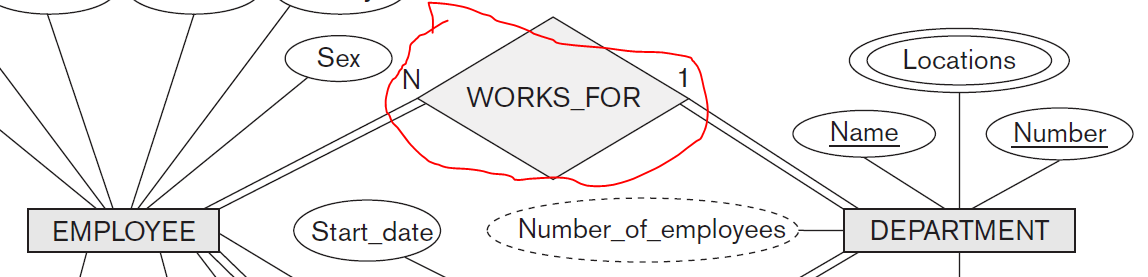 Sex
N
WORKS_FOR
1
Locations
Name
Number
EMPLOYEE
Start_date
Number_of_employees
DEPARTMENT